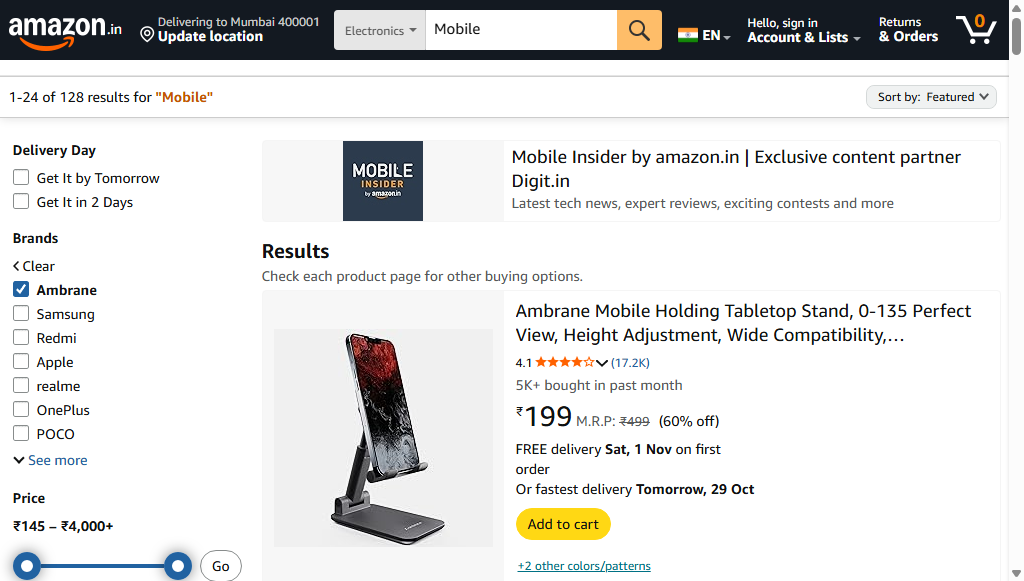 amazon.in
Delivering to Mumbai 400001
Update location
Electronics
Mobile
EN
Hello, sign in
Account & Lists
Returns
& Orders
0
1-24 of 128 results for "Mobile"
Sort by: Featured
Delivery Day
Get It by Tomorrow
Get It in 2 Days
Brands
Clear
Ambrane
Samsung
Redmi
Apple
realme
OnePlus
POCO
See more
Price
₹145 – ₹4,000+
Go
MOBILE
INSIDER
by amazon.in
Mobile Insider by amazon.in | Exclusive content partner
Digit.in
Latest tech news, expert reviews, exciting contests and more
Results
Check each product page for other buying options.
Ambrane Mobile Holding Tabletop Stand, 0-135 Perfect
View, Height Adjustment, Wide Compatibility,…
4.1 (17.2K)
5K+ bought in past month
₹199 M.R.P: ₹499 (60% off)
FREE delivery Sat, 1 Nov on first
order
Or fastest delivery Tomorrow, 29 Oct
Add to cart
+2 other colors/patterns